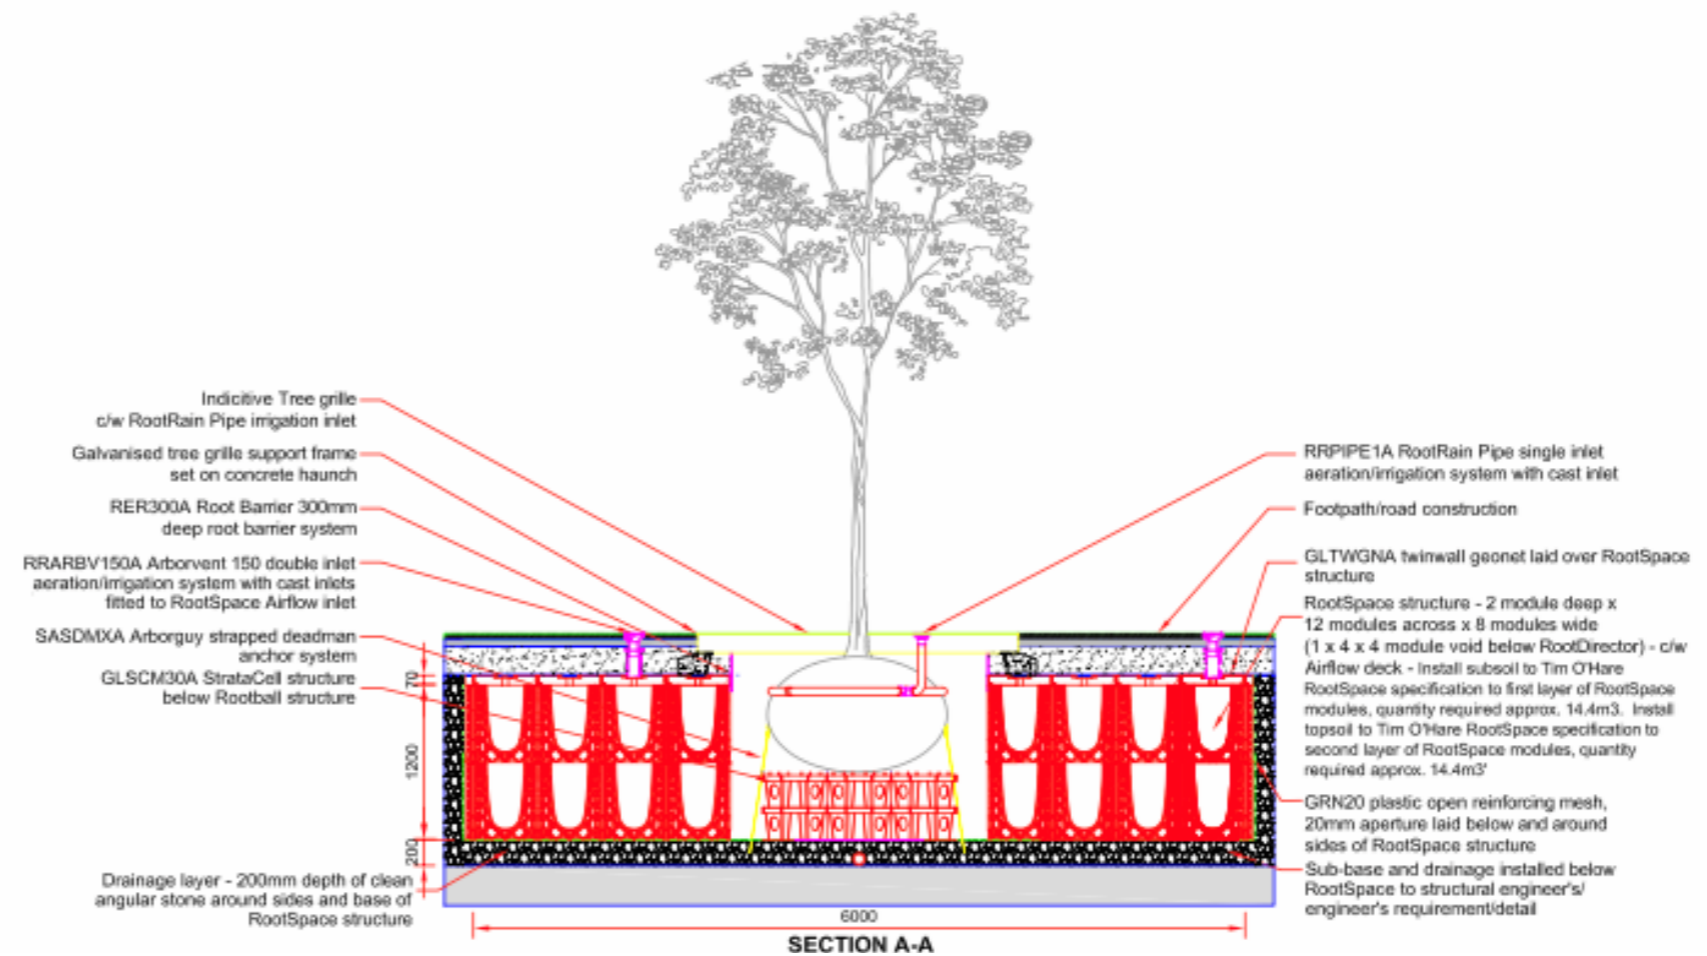 Indicitive Tree grille
c/w RootRain Pipe irrigation inlet
Galvanised tree grille support frame
set on concrete haunch
RER300A Root Barrier 300mm
deep root barrier system
RRARBV150A Arborvent 150 double inlet
aeration/irrigation system with cast inlets
fitted to RootSpace Airflow inlet
SASDMXA Arborguy strapped deadman
anchor system
GLSCM30A StrataCell structure
below Rootball structure
70
1200
200
Drainage layer - 200mm depth of clean
angular stone around sides and base of
RootSpace structure
RRPIPE1A RootRain Pipe single inlet
aeration/irrigation system with cast inlet
Footpath/road construction
GLTWGNA twinwall geonet laid over RootSpace
structure
RootSpace structure - 2 module deep x
12 modules across x 8 modules wide
(1 x 4 x 4 module void below RootDirector) - c/w
Airflow deck - Install subsoil to Tim O'Hare
RootSpace specification to first layer of RootSpace
modules, quantity required approx. 14.4m3. Install
topsoil to Tim O'Hare RootSpace specification to
second layer of RootSpace modules, quantity
required approx. 14.4m3'
GRN20 plastic open reinforcing mesh,
20mm aperture laid below and around
sides of RootSpace structure
Sub-base and drainage installed below
RootSpace to structural engineer's/
engineer's requirement/detail
6000
SECTION A-A